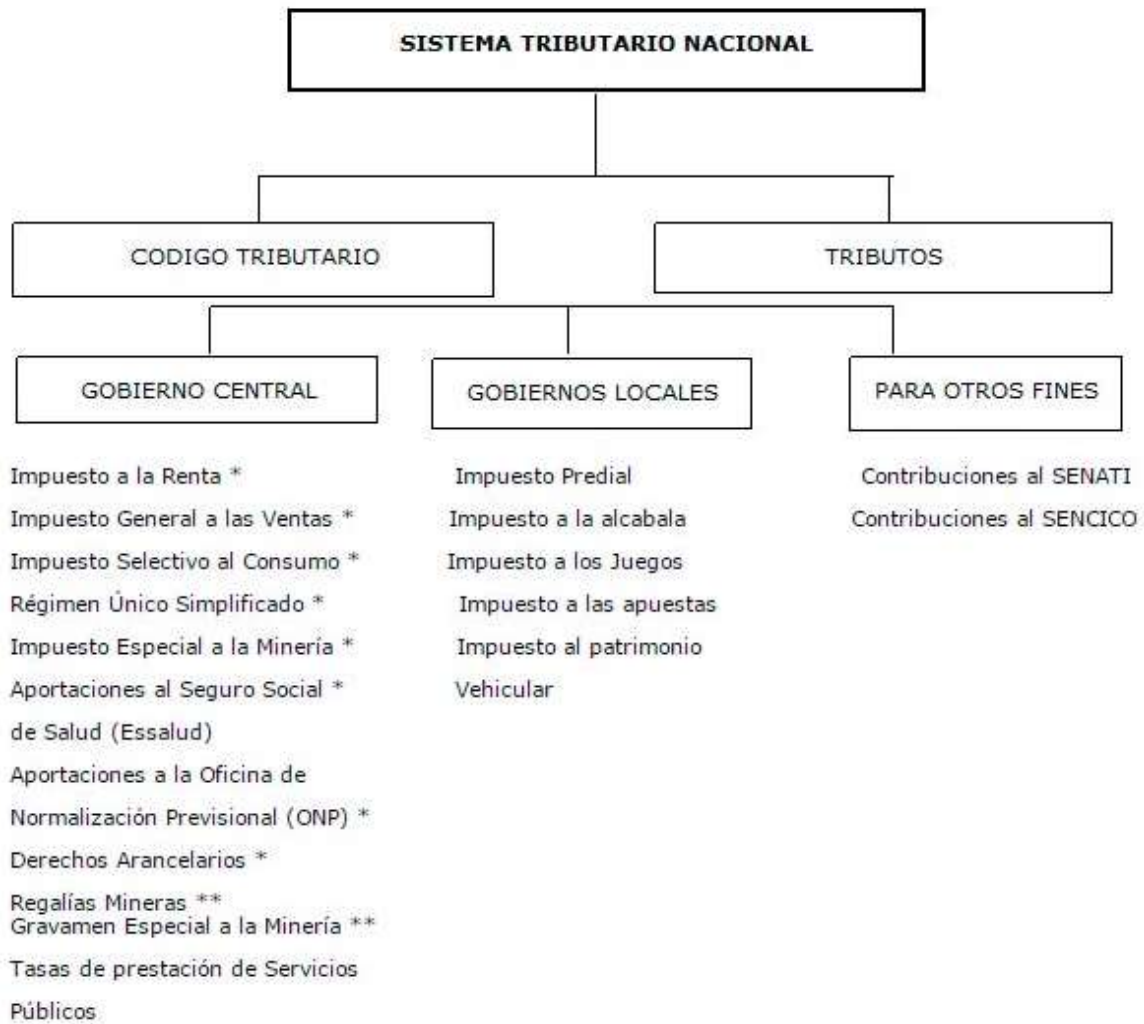 SISTEMA TRIBUTARIO NACIONAL
CODIGO TRIBUTARIO
TRIBUTOS
GOBIERNO CENTRAL
GOBIERNOS LOCALES
PARA OTROS FINES
Impuesto a la Renta *
Impuesto General a las Ventas *
Impuesto Selectivo al Consumo *
Régimen Único Simplificado *
Impuesto Especial a la Minería *
Aportaciones al Seguro Social *
de Salud (Essalud)
Aportaciones a la Oficina de
Normalización Previsional (ONP) *
Derechos Arancelarios *
Regalías Mineras **
Gravamen Especial a la Minería **
Tasas de prestación de Servicios
Públicos
Impuesto Predial
Impuesto a la alcabala
Impuesto a los Juegos
Impuesto a las apuestas
Impuesto al patrimonio
Vehicular
Contribuciones al SENATI
Contribuciones al SENCICO